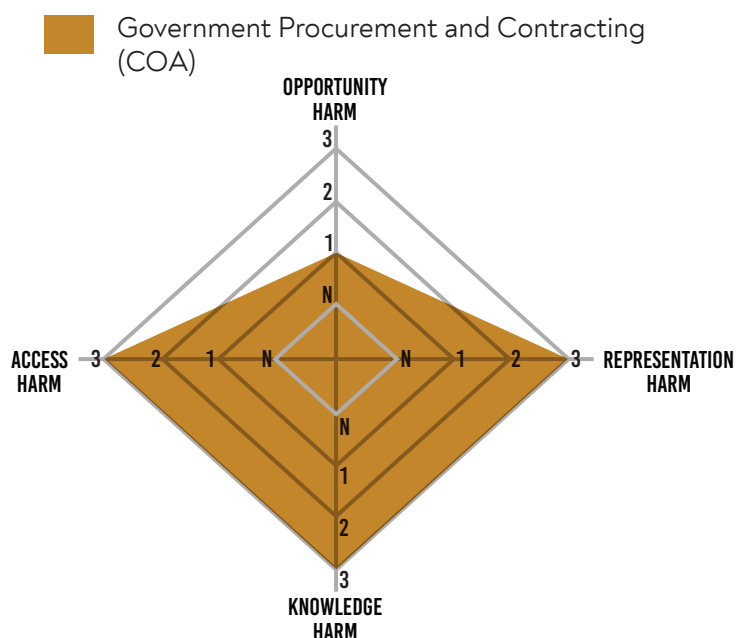 Government Procurement and Contracting
(COA)
OPPORTUNITY
HARM
3
2
1
N
ACCESS
HARM
3 2 1 N N 1 2 3
REPRESENTATION
HARM
N
1
2
3
KNOWLEDGE
HARM